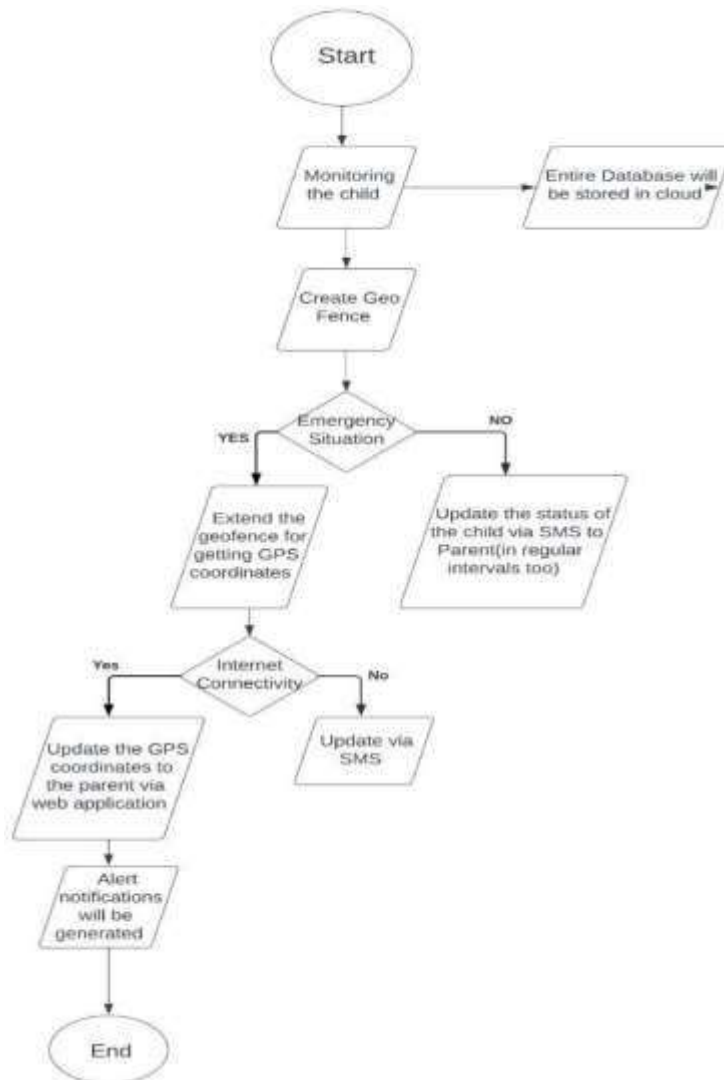 Start
Monitoring
the child
Entire Database will
be stored in cloud
Create Geo
Fence
Emergency
Situation
YES
NO
Extend the
geofence for
getting GPS
coordinates
Update the status of
the child via SMS to
Parent(in regular
intervals too)
Internet
Connectivity
Yes
No
Update the GPS
coordinates to
the parent via
web application
Update via
SMS
Alert
notifications
will be
generated
End